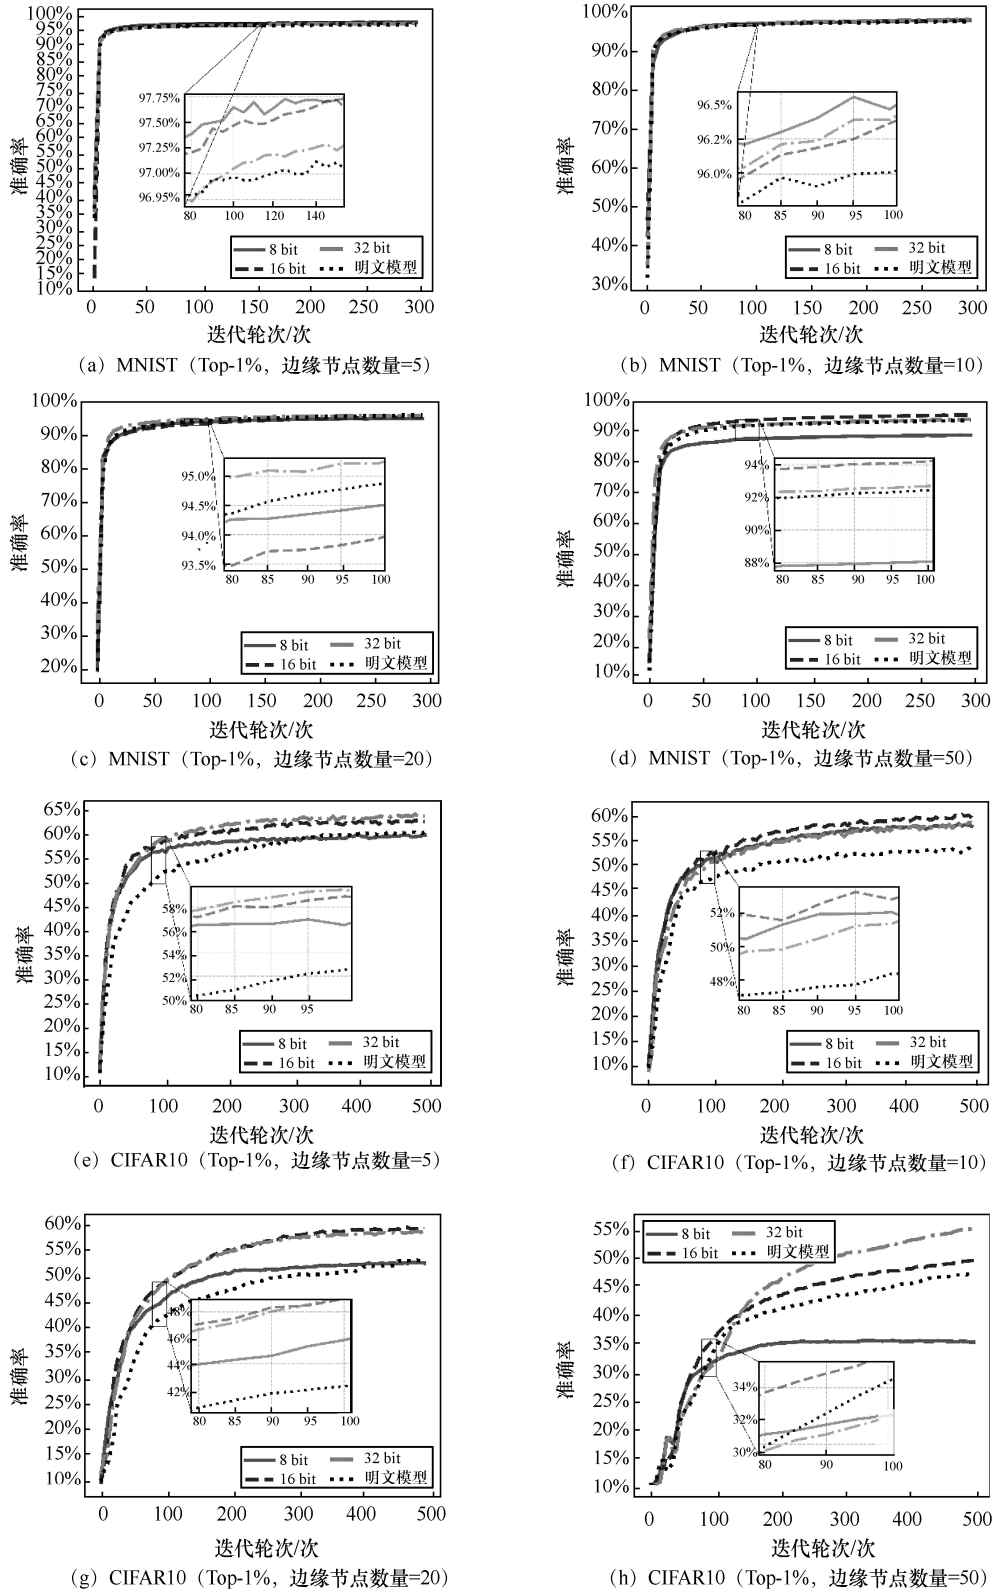 100%
95%
90%
85%
80%
75%
70%
65%
60%
55%
50%
45%
40%
35%
30%
25%
20%
15%
10%
准确率
97.75%
97.50%
97.25%
97.00%
96.95%
80 100 120 140
8 bit 32 bit
16 bit 明文模型
0 50 100 150 200 250 300
迭代轮次/次
(a) MNIST (Top-1%, 边缘节点数量=5)
100%
90%
80%
70%
60%
50%
40%
30%
准确率
96.5%
96.2%
96.0%
80 85 90 95 100
8 bit 32 bit
16 bit 明文模型
0 50 100 150 200 250 300
迭代轮次/次
(b) MNIST (Top-1%, 边缘节点数量=10)
100%
90%
80%
70%
60%
50%
40%
30%
20%
准确率
95.0%
94.5%
94.0%
93.5%
80 85 90 95 100
8 bit 32 bit
16 bit 明文模型
0 50 100 150 200 250 300
迭代轮次/次
(c) MNIST (Top-1%, 边缘节点数量=20)
100%
90%
80%
70%
60%
50%
40%
30%
20%
10%
准确率
94%
92%
90%
88%
80 85 90 95 100
8 bit 32 bit
16 bit 明文模型
0 50 100 150 200 250 300
迭代轮次/次
(d) MNIST (Top-1%, 边缘节点数量=50)
65%
60%
55%
50%
45%
40%
35%
30%
25%
20%
15%
10%
准确率
58%
56%
54%
52%
50%
80 85 90 95
8 bit 32 bit
16 bit 明文模型
0 100 200 300 400 500
迭代轮次/次
(e) CIFAR10 (Top-1%, 边缘节点数量=5)
60%
55%
50%
45%
40%
35%
30%
25%
20%
15%
10%
准确率
52%
50%
48%
80 85 90 95 100
8 bit 32 bit
16 bit 明文模型
0 100 200 300 400 500
迭代轮次/次
(f) CIFAR10 (Top-1%, 边缘节点数量=10)
60%
55%
50%
45%
40%
35%
30%
25%
20%
15%
10%
准确率
48%
46%
44%
42%
80 85 90 95 100
8 bit 32 bit
16 bit 明文模型
0 100 200 300 400 500
迭代轮次/次
(g) CIFAR10 (Top-1%, 边缘节点数量=20)
8 bit 32 bit
16 bit 明文模型
55%
50%
45%
40%
35%
30%
25%
20%
15%
10%
准确率
34%
32%
30%
80 90 100
0 100 200 300 400 500
迭代轮次/次
(h) CIFAR10 (Top-1%, 边缘节点数量=50)